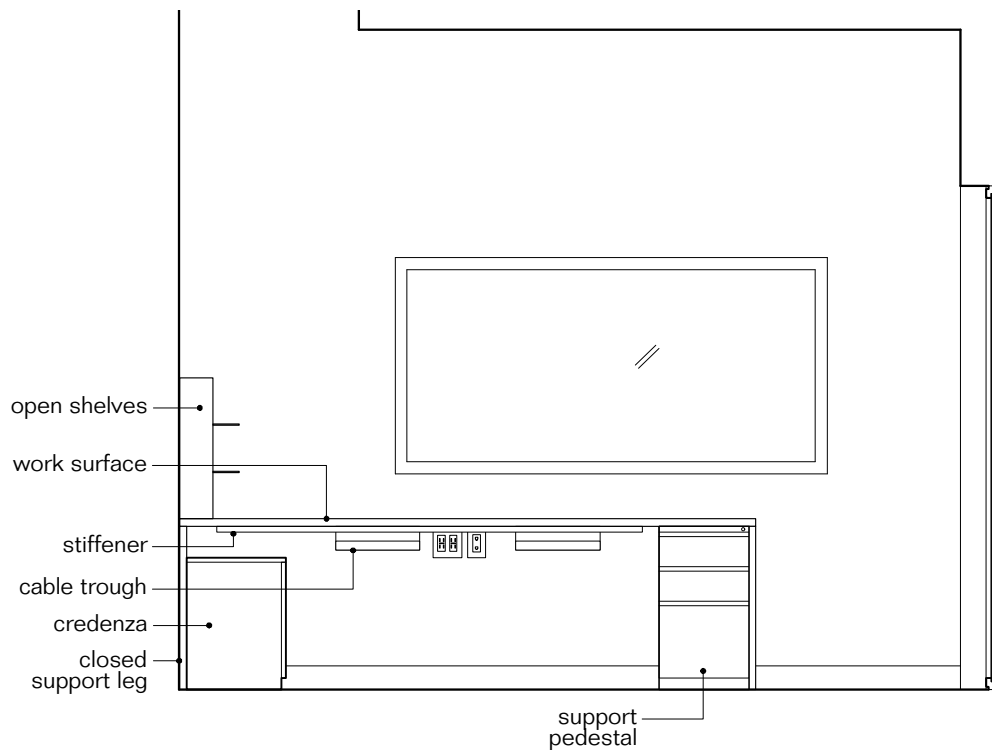 open shelves
work surface
stiffener
cable trough
credenza
closed
support leg
support
pedestal